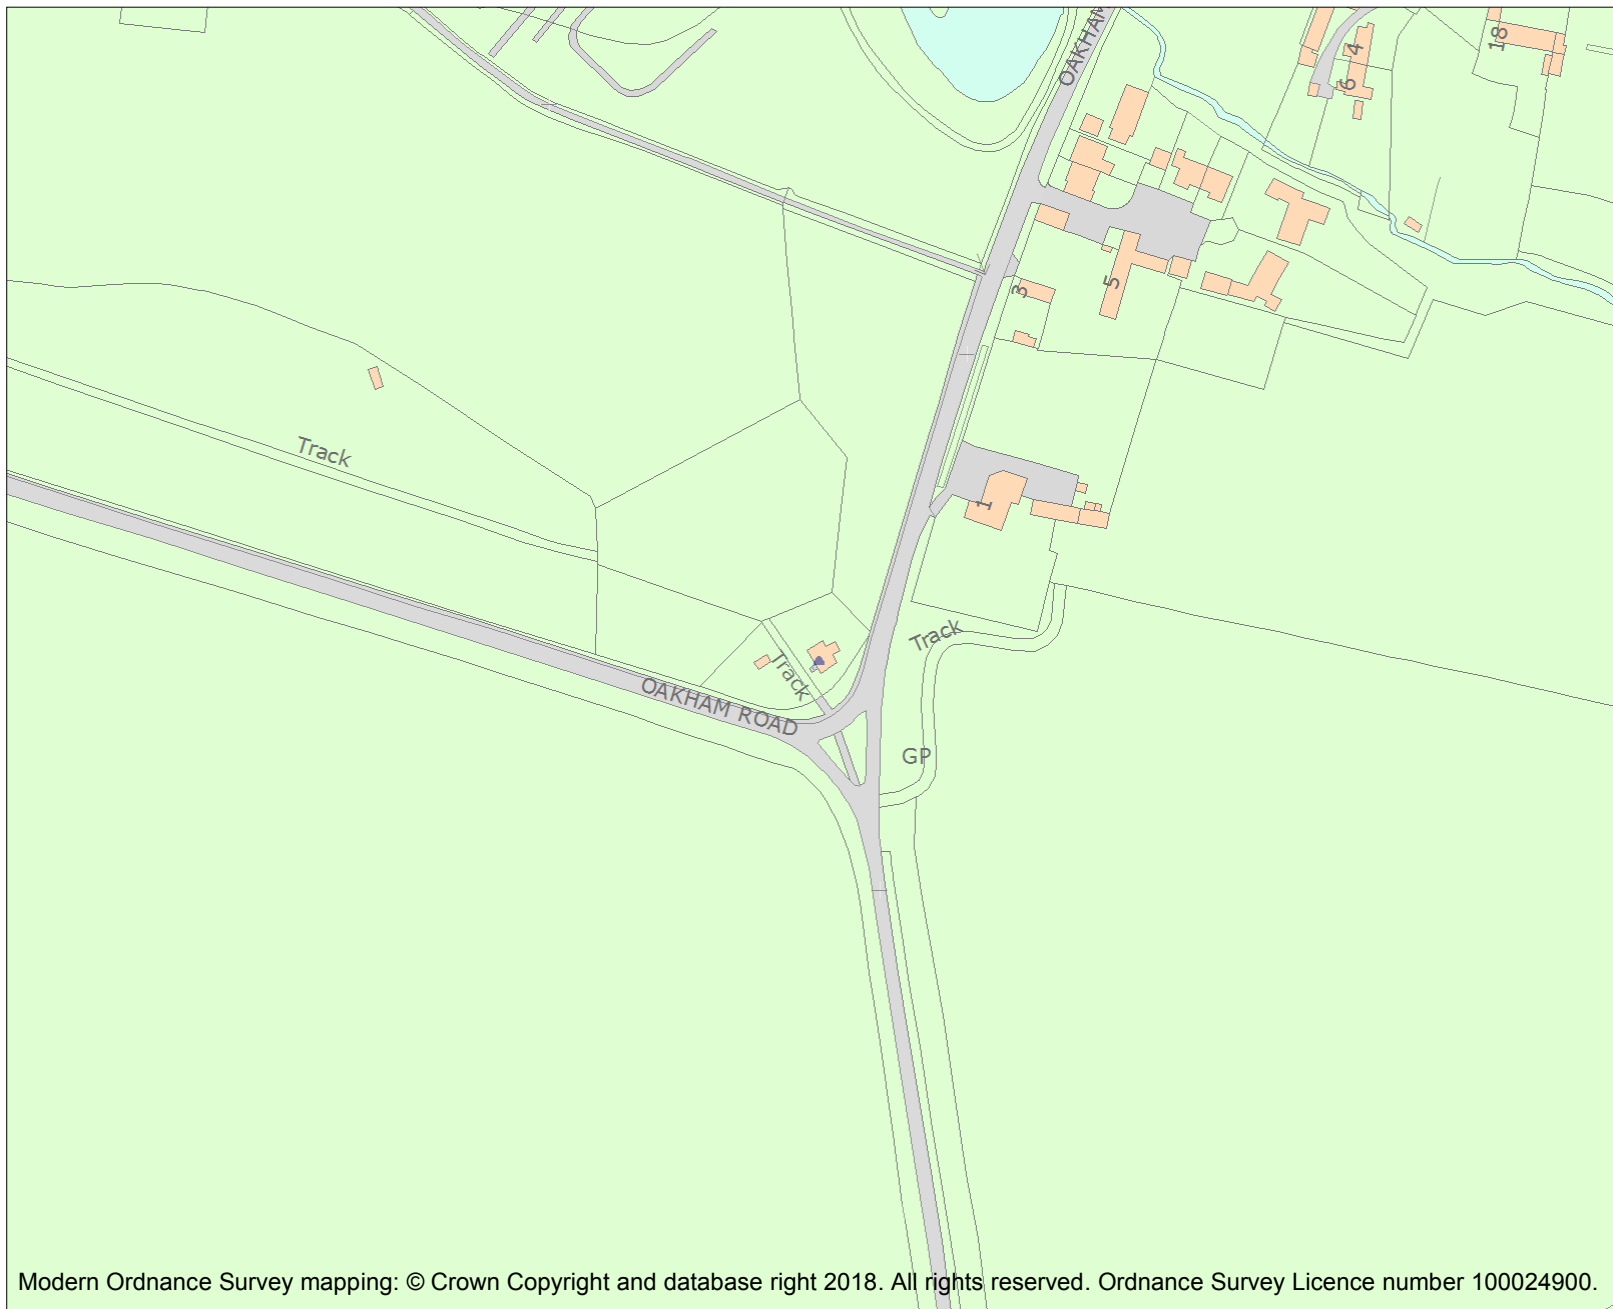 OAKHAM
18
4
6
5
3
Track
1
Track
Track
OAKHAM ROAD
GP
Modern Ordnance Survey mapping: © Crown Copyright and database right 2018. All rights reserved. Ordnance Survey Licence number 100024900.